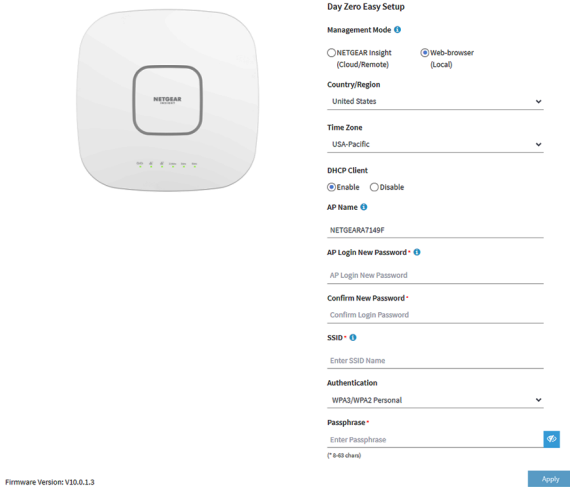 Day Zero Easy Setup
Management Mode
NETGEAR Insight
(Cloud/Remote)
Web-browser
(Local)
Country/Region
United States
Time Zone
USA-Pacific
DHCP Client
Enable
Disable
AP Name
NETGEARA7149F
AP Login New Password *
AP Login New Password
Confirm New Password *
Confirm Login Password
SSID *
Enter SSID Name
Authentication
WPA3/WPA2 Personal
Passphrase *
Enter Passphrase
(* 8-63 chars)
Apply
NETGEAR
Firmware Version: V10.0.1.3